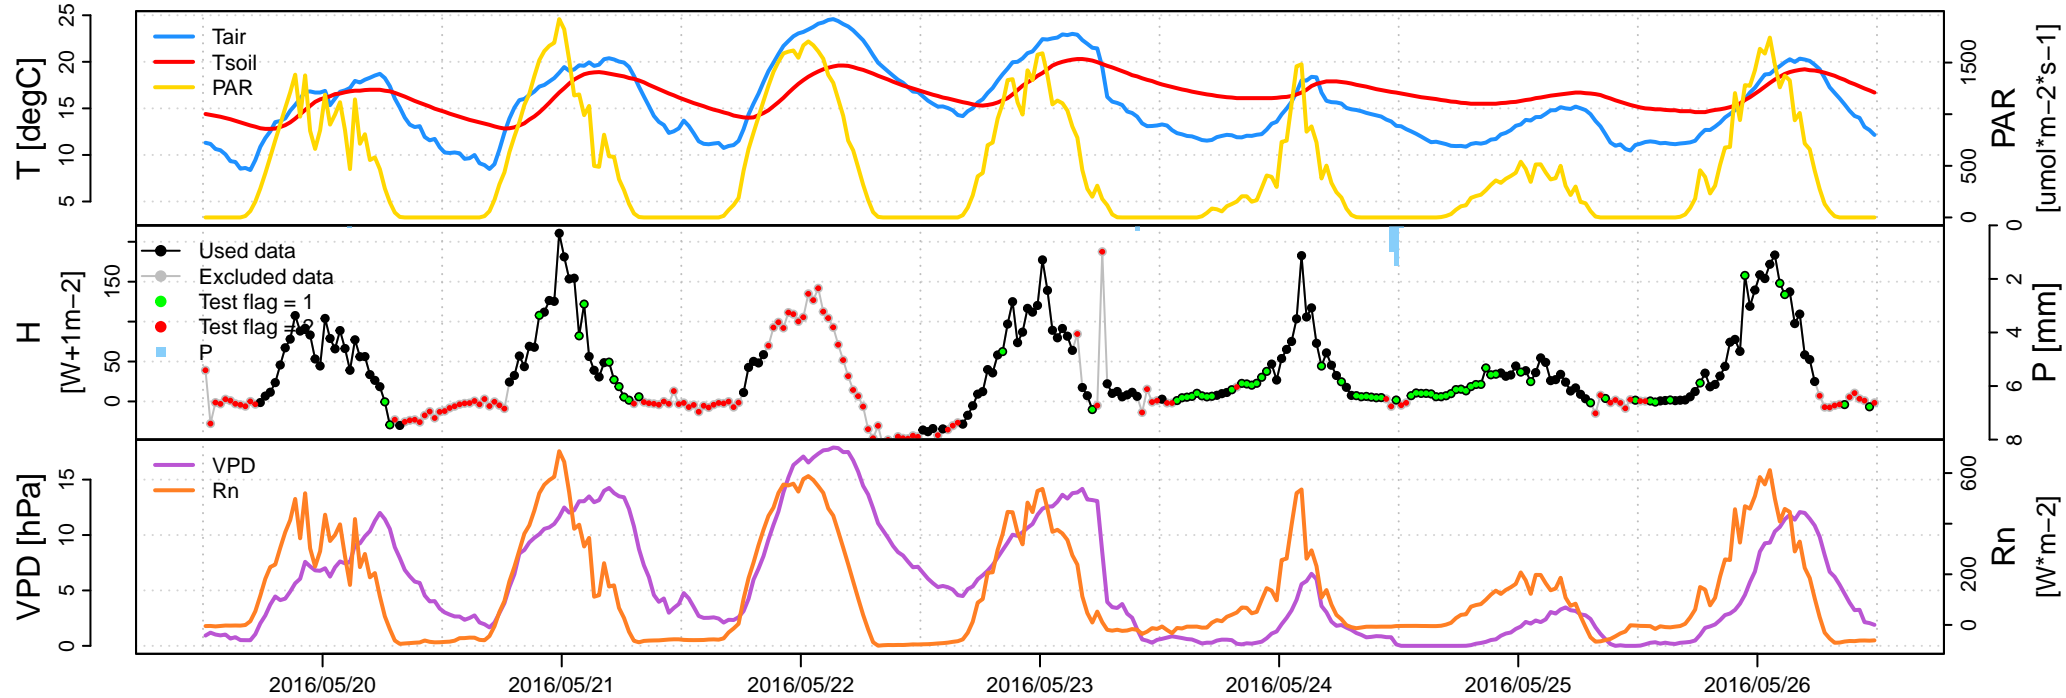 25
20
15
10
5
T [degC]
Tair
Tsoil
PAR
1500
500
0
PAR
[umol*m−2*s−1]
150
50
0
H
[W+1m−2]
Used data
Excluded data
Test flag = 1
Test flag = 2
P
0
2
4
6
8
P [mm]
15
10
5
0
VPD [hPa]
VPD
Rn
600
200
0
Rn
[W*m−2]
2016/05/20
2016/05/21
2016/05/22
2016/05/23
2016/05/24
2016/05/25
2016/05/26